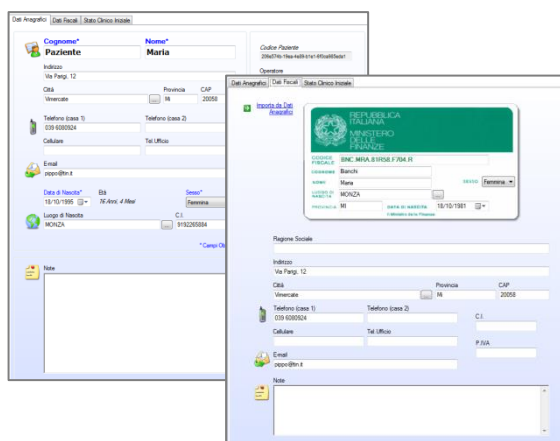 Dati Anagrafici Dati Fiscali Stato Clinico Iniziale
Cognome* Nome*
Paziente Maria
Codice Paziente
Operatore
Indirizzo
Via Parigi, 12
Città Provincia CAP
Vimercate ... MI 20058
Telefono (casa 1) Telefono (casa 2)
039 6080924
Cellulare Tel.Ufficio
E-mail
pippo@tin.it
Data di Nascita* Età Sesso*
18/10/1995 16 Anni, 4 Mesi Femmina
Luogo di Nascita C.I.
MONZA ... 9192265884
* Campi Ob
Note
Dati Anagrafici Dati Fiscali Stato Clinico Iniziale
Importa da Dati
Anagrafici
REPUBBLICA
ITALIANA
MINISTERO
DELLE
FINANZE
CODICE
FISCALE BNC.MRA.81R58.F704.R
COGNOME Bianchi
NOME Maria SESSO Femmina
LUOGO DI
NASCITA MONZA ...
PROVINCIA MI DATA DI NASCITA 18/10/1981
Il Ministro delle Finanze
Ragione Sociale
Indirizzo
Via Parigi, 12
Città Provincia CAP
Vimercate ... MI 20058
Telefono (casa 1) Telefono (casa 2)
039 6080924
C.I.
Cellulare Tel.Ufficio
P.IVA
E-mail
pippo@tin.it
Note